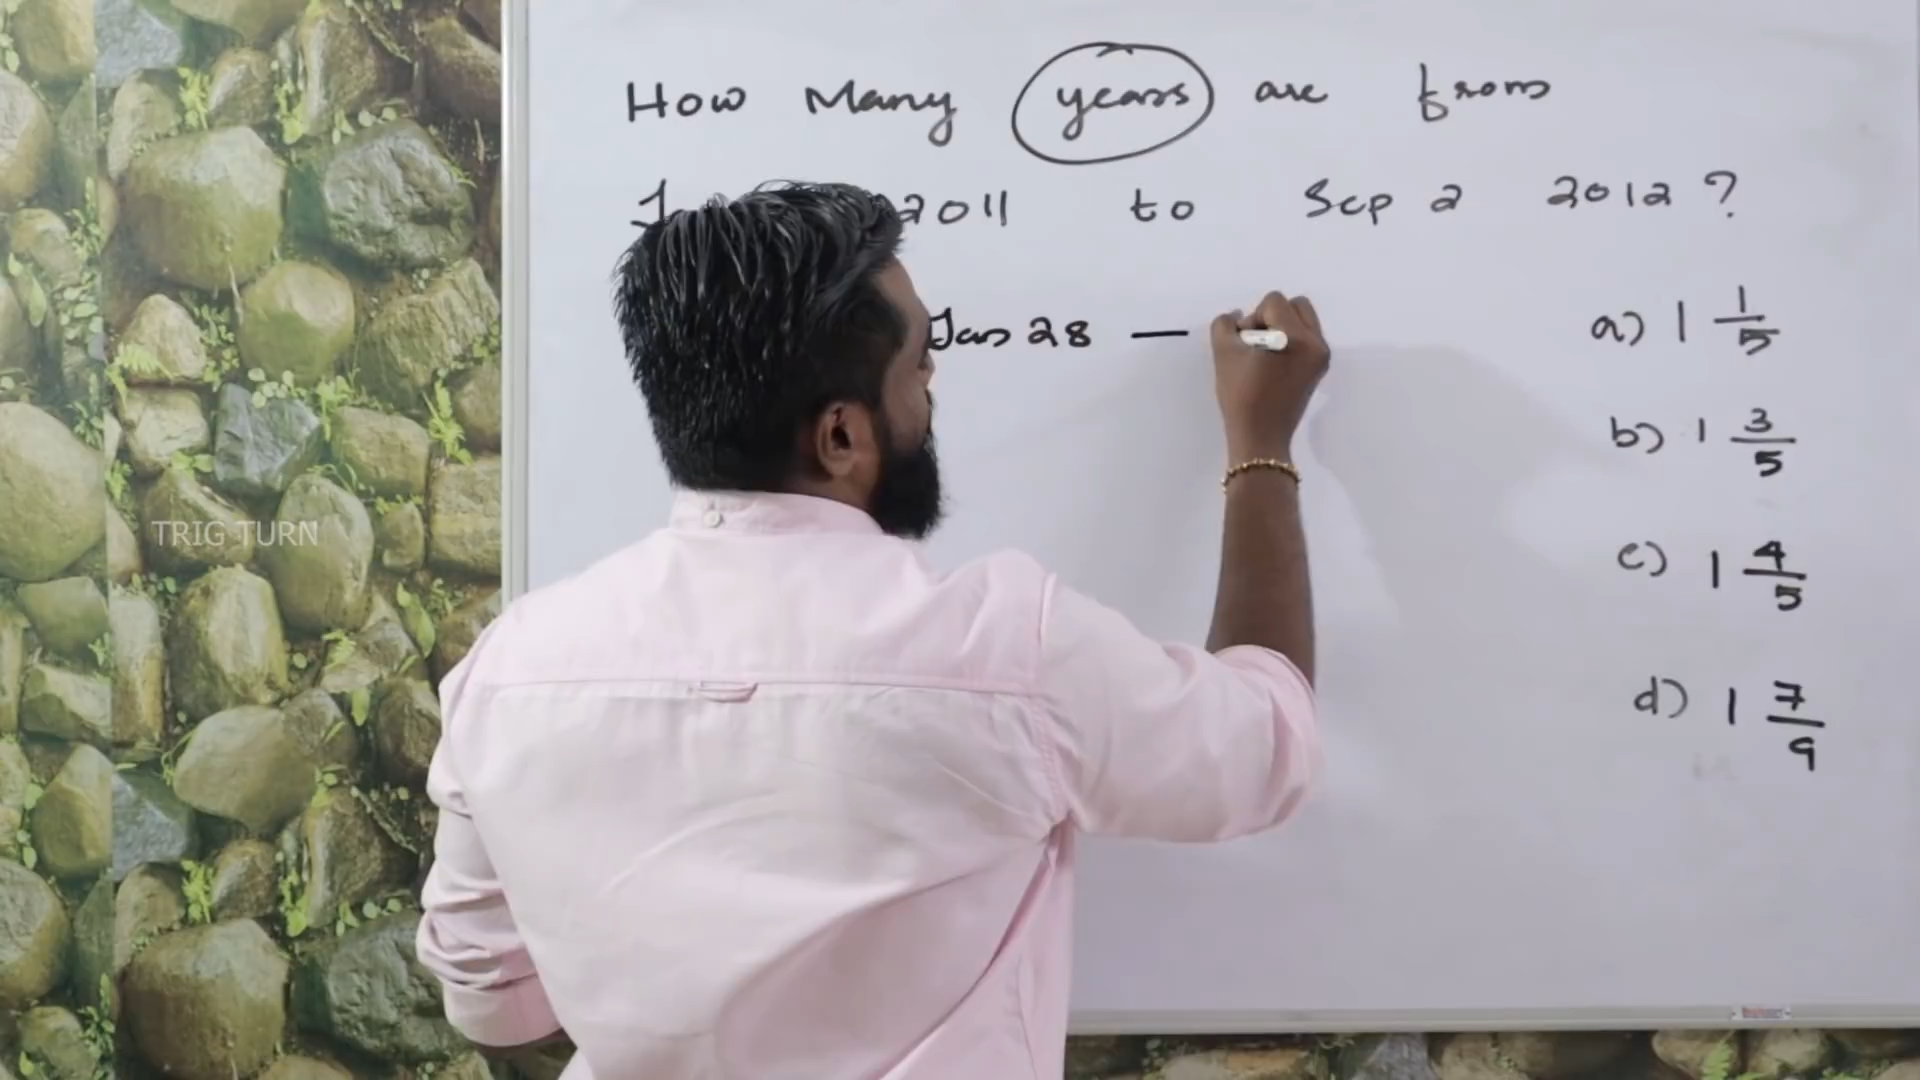 How Many years are from
2011 to Sep 2 2012 ?
Jan 28 —
a) 1 1/5
b) 1 3/5
c) 1 4/5
d) 1 7/9
TRIG TURN